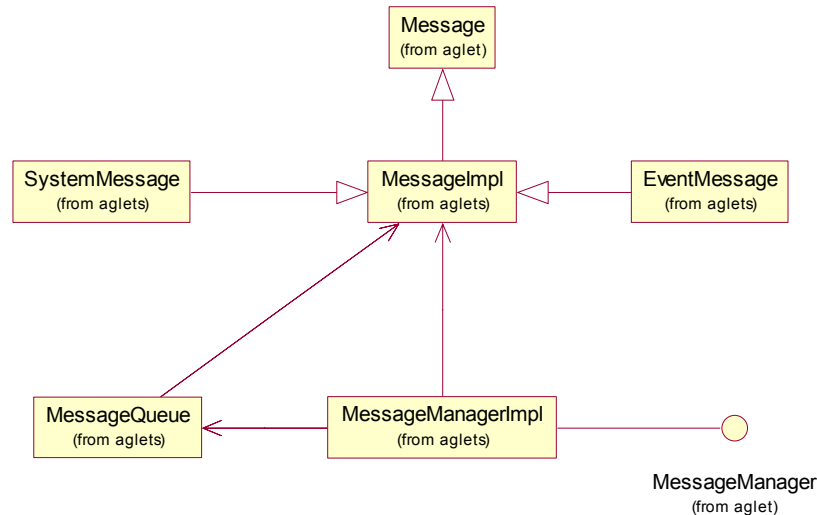 Message
(from aglet)
SystemMessage
(from aglets)
MessageImpl
(from aglets)
EventMessage
(from aglets)
MessageQueue
(from aglets)
MessageManagerImpl
(from aglets)
MessageManager
(from aglet)